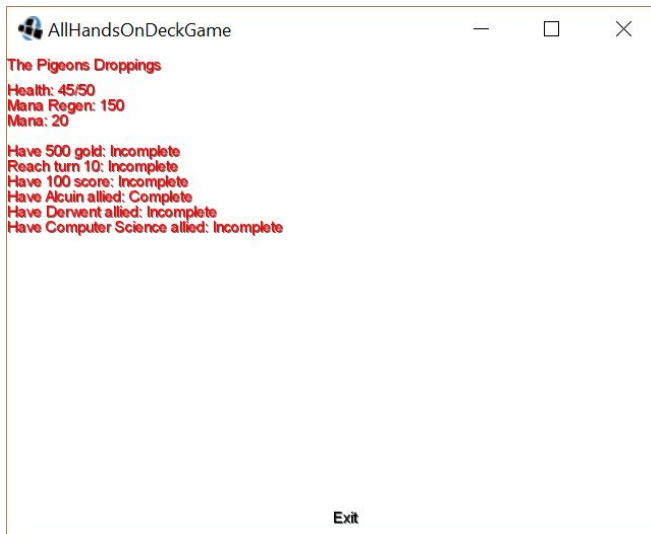 AllHandsOnDeckGame
The Pigeons Droppings
Health: 45/50
Mana Regen: 150
Mana: 20
Have 500 gold: Incomplete
Reach turn 10: Incomplete
Have 100 score: Incomplete
Have Alcuin allied: Complete
Have Derwent allied: Incomplete
Have Computer Science allied: Incomplete
Exit